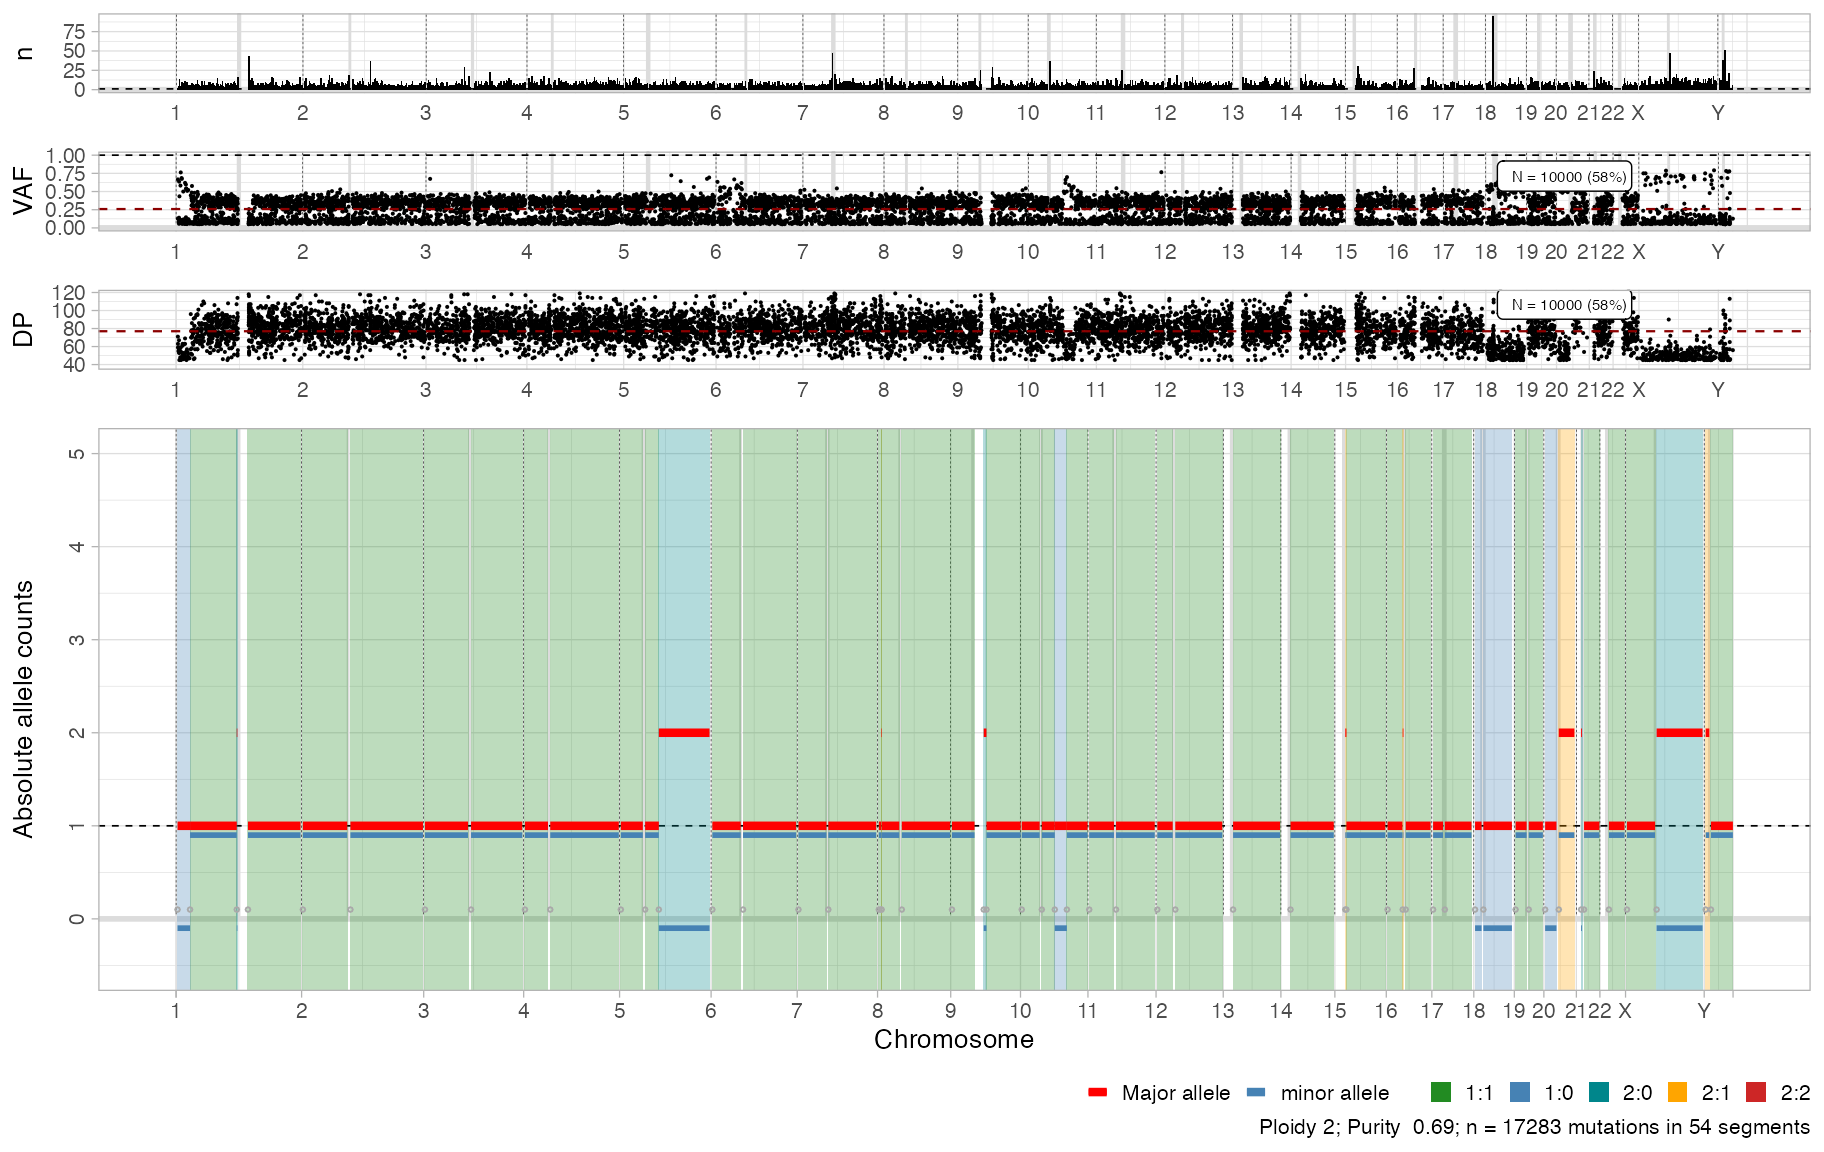 n
75
50
25
0
1 2 3 4 5 6 7 8 9 10 11 12 13 14 15 16 17 18 19 20 21 22 X Y
VAF
1.00
0.75
0.50
0.25
0.00
N = 10000 (58%)
1 2 3 4 5 6 7 8 9 10 11 12 13 14 15 16 17 18 19 20 21 22 X Y
DP
120
100
80
60
40
N = 10000 (58%)
1 2 3 4 5 6 7 8 9 10 11 12 13 14 15 16 17 18 19 20 21 22 X Y
Absolute allele counts
5
4
3
2
1
0
1 2 3 4 5 6 7 8 9 10 11 12 13 14 15 16 17 18 19 20 21 22 X Y
Chromosome
Major allele minor allele 1:1 1:0 2:0 2:1 2:2
Ploidy 2; Purity 0.69; n = 17283 mutations in 54 segments